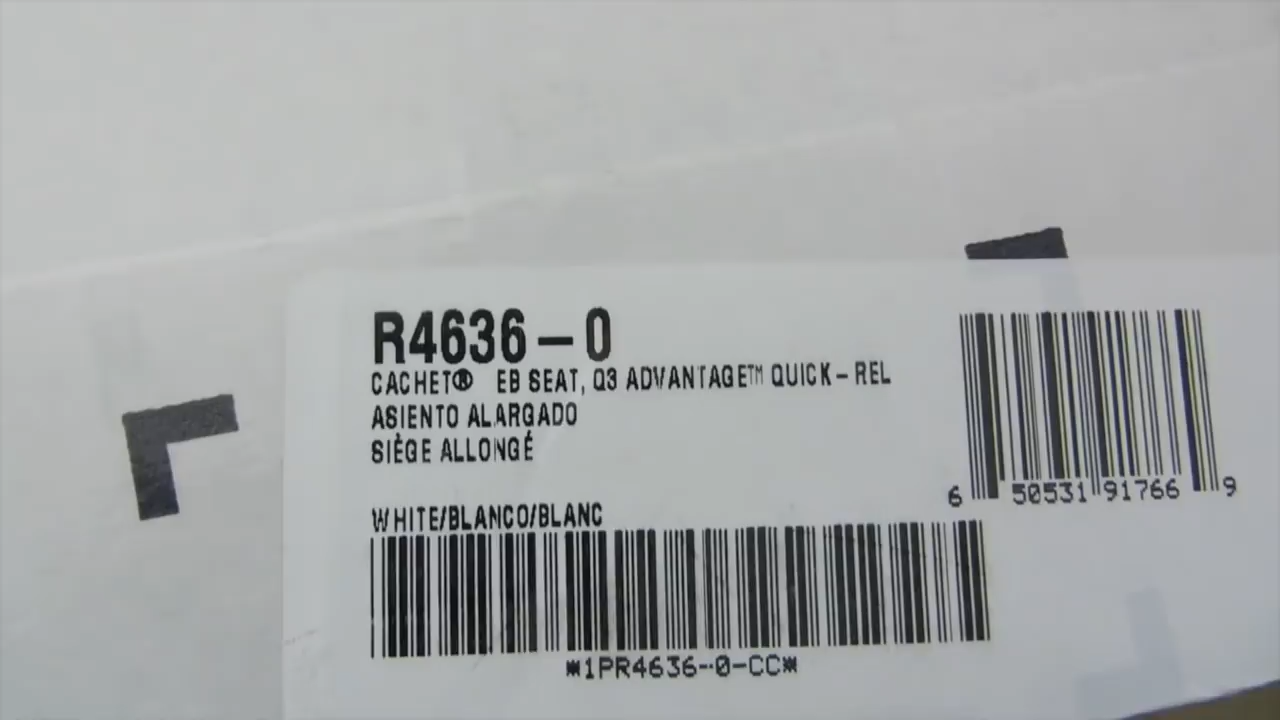 R4636-0
CACHET® EB SEAT, Q3 ADVANTAGE™ QUICK-REL
ASIENTO ALARGADO
SIÈGE ALLONGÉ
6 50531 91766 9
WHITE/BLANCO/BLANC
*1PR4636-0-CC*